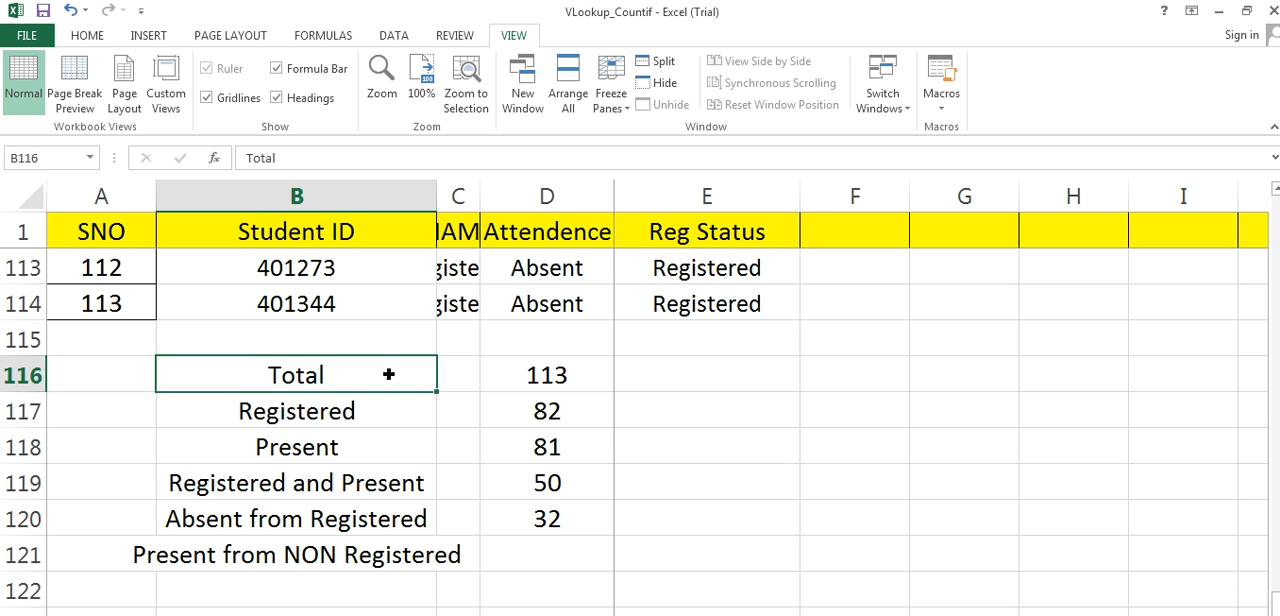 VLookup_Countif - Excel (Trial)
?
FILE HOME INSERT PAGE LAYOUT FORMULAS DATA REVIEW VIEW Sign in
Normal Page Break Preview Page Layout Custom Views
Workbook Views
Ruler Formula Bar
Gridlines Headings
Show
Zoom 100% Zoom to Selection
Zoom
New Window Arrange All Freeze Panes
Split
Hide
Unhide
View Side by Side
Synchronous Scrolling
Reset Window Position
Switch Windows
Window
Macros
Macros
B116 fx Total
A B C D E F G H I
1 SNO Student ID IAM Attendence Reg Status
113 112 401273 giste Absent Registered
114 113 401344 giste Absent Registered
115
116 Total 113
117 Registered 82
118 Present 81
119 Registered and Present 50
120 Absent from Registered 32
121 Present from NON Registered
122